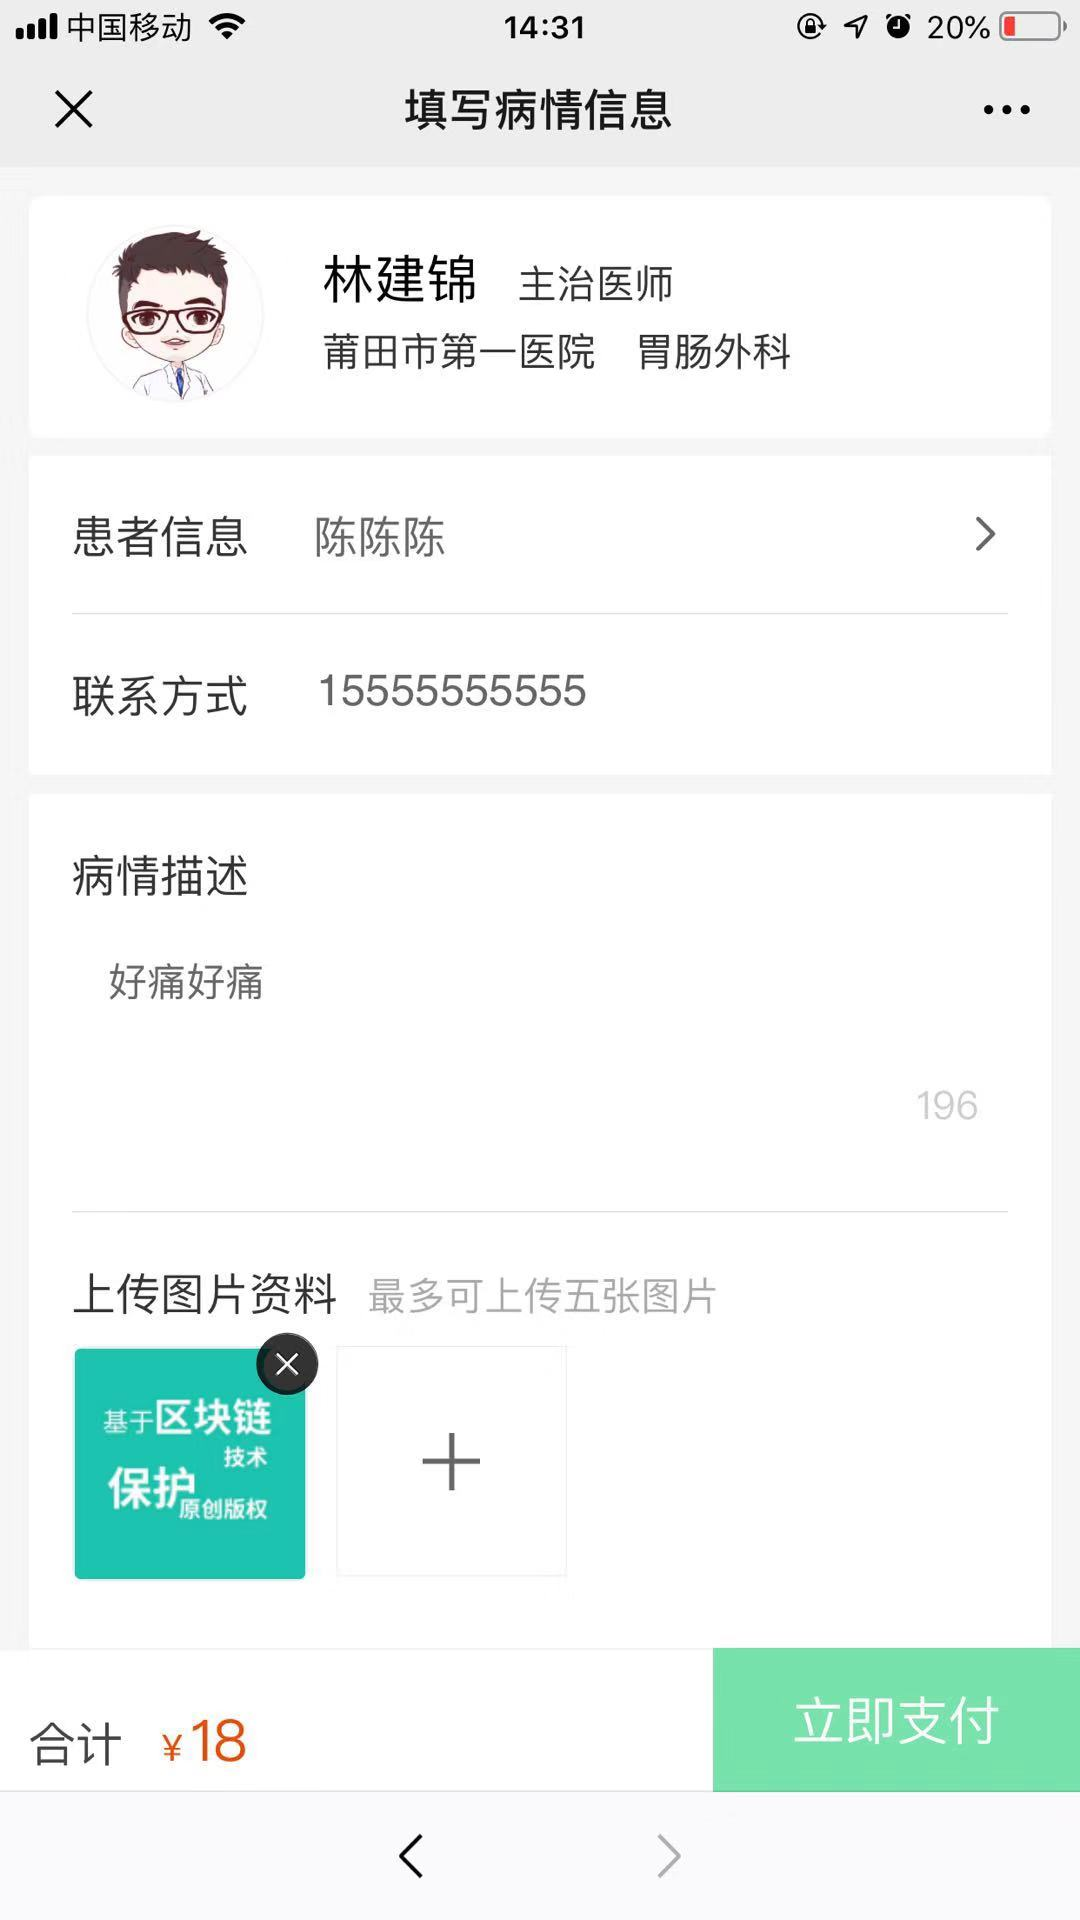 中国移动 14:31 20%
填写病情信息
林建锦 主治医师
莆田市第一医院 胃肠外科
患者信息 陈陈陈
联系方式 15555555555
病情描述
好痛好痛
196
上传图片资料 最多可上传五张图片
基于区块链
技术
保护
原创版权
合计 ¥18
立即支付